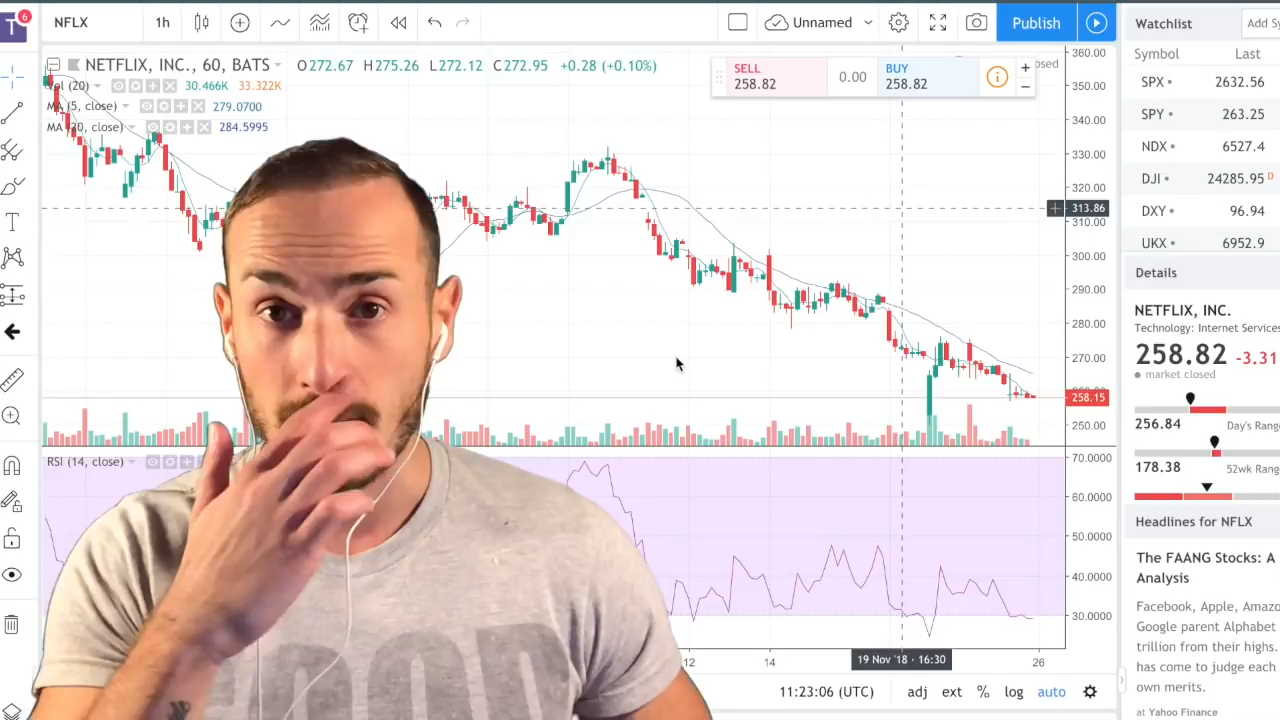 T
6
NFLX
1h
Unnamed
Publish
NETFLIX, INC., 60, BATS
O272.67 H275.26 L272.12 C272.95 +0.28 (+0.10%)
Vol (20) 30.466K 33.322K
MA (5, close) 279.0700
MA (20, close) 284.5995
SELL
258.82
0.00
BUY
258.82
360.00
350.00
340.00
330.00
320.00
313.86
310.00
300.00
290.00
280.00
270.00
258.15
250.00
RSI (14, close)
70.0000
60.0000
50.0000
40.0000
30.0000
12
14
19 Nov '18 · 16:30
26
11:23:06 (UTC) adj ext % log auto
Watchlist
Add Sy
Symbol Last
SPX 2632.56
SPY 263.25
NDX 6527.4
DJI 24285.95 D
DXY 96.94
UKX 6952.9
Details
NETFLIX, INC.
Technology: Internet Services
258.82 -3.31
market closed
256.84 Day's Range
178.38 52wk Range
Headlines for NFLX
The FAANG Stocks: A
Analysis
Facebook, Apple, Amazo
Google parent Alphabet
trillion from their highs.
has come to judge each
own merits.
at Yahoo Finance